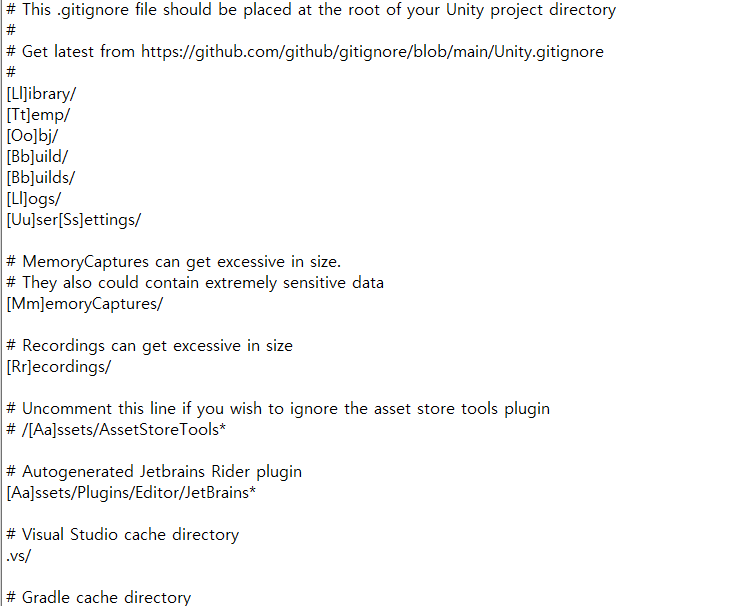 # This .gitignore file should be placed at the root of your Unity project directory
#
# Get latest from https://github.com/github/gitignore/blob/main/Unity.gitignore
#
[Ll]ibrary/
[Tt]emp/
[Oo]bj/
[Bb]uild/
[Bb]uilds/
[Ll]ogs/
[Uu]ser[Ss]ettings/

# MemoryCaptures can get excessive in size.
# They also could contain extremely sensitive data
[Mm]emoryCaptures/

# Recordings can get excessive in size
[Rr]ecordings/

# Uncomment this line if you wish to ignore the asset store tools plugin
# /[Aa]ssets/AssetStoreTools*

# Autogenerated Jetbrains Rider plugin
[Aa]ssets/Plugins/Editor/JetBrains*

# Visual Studio cache directory
.vs/

# Gradle cache directory